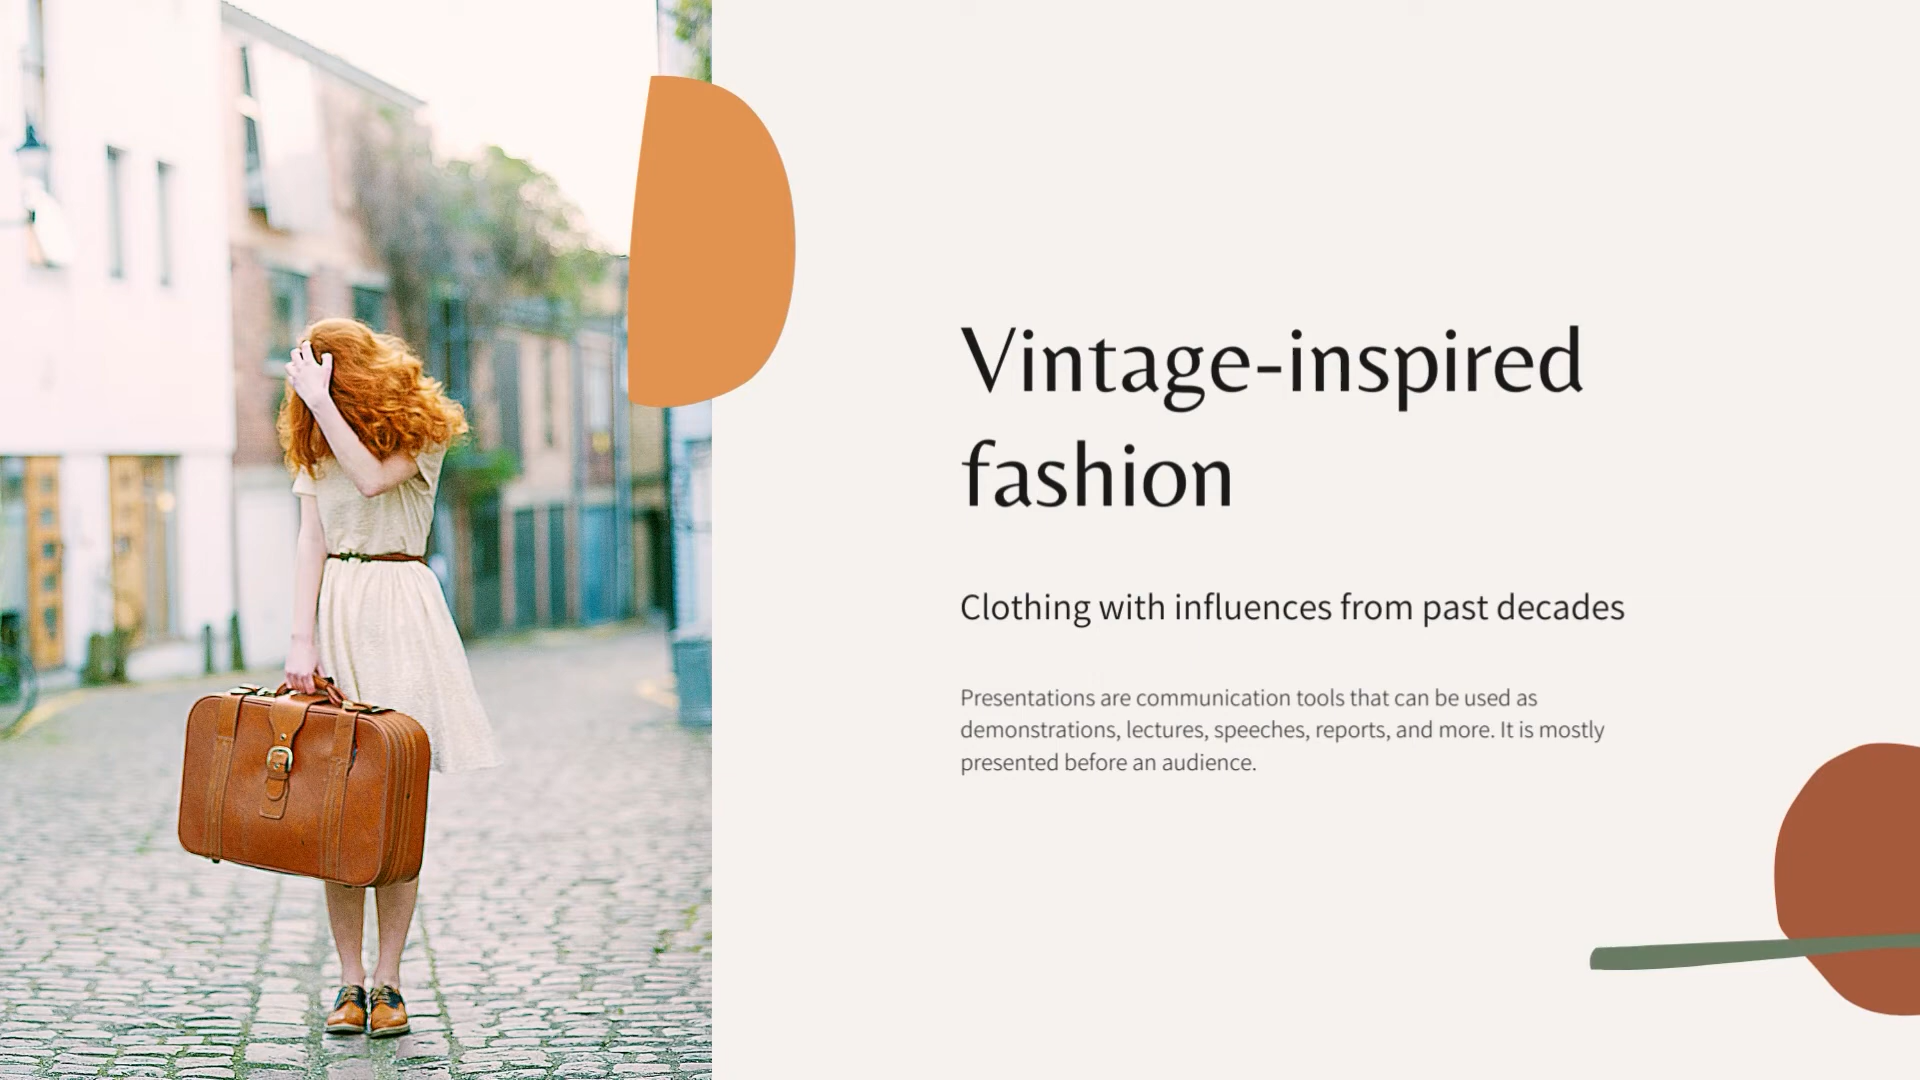 Vintage-inspired
fashion
Clothing with influences from past decades
Presentations are communication tools that can be used as
demonstrations, lectures, speeches, reports, and more. It is mostly
presented before an audience.